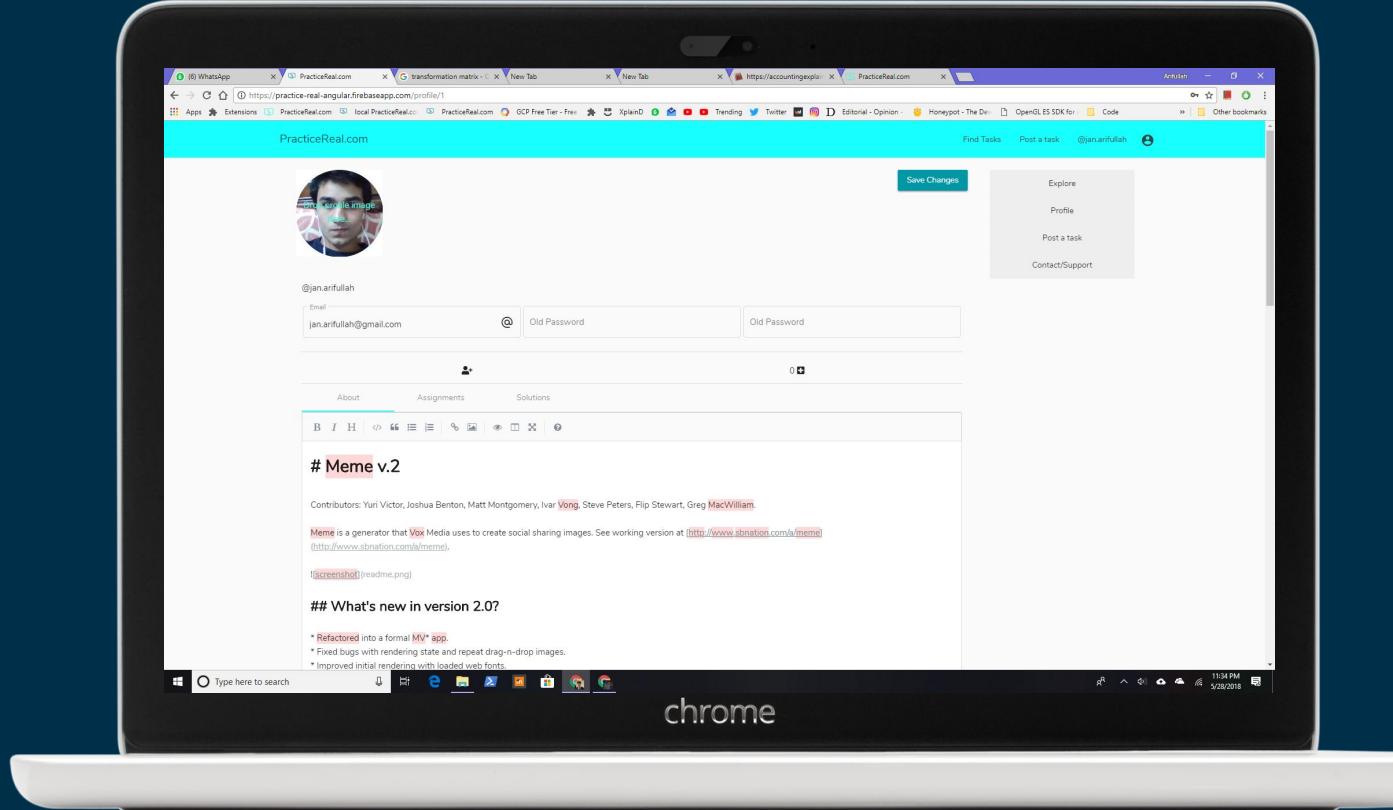 (6) WhatsApp
PracticeReal.com
transformation matrix - G
New Tab
New Tab
https://accountingexplai
PracticeReal.com
Arifullah
https://practice-real-angular.firebaseapp.com/profile/1
Apps Extensions PracticeReal.com local PracticeReal.co PracticeReal.com GCP Free Tier - Free XplainD Trending Twitter Editorial - Opinion - Honeypot - The Dev OpenGL ES SDK for Code » Other bookmarks
PracticeReal.com Find Tasks Post a task @jan.arifullah
Save Changes
Explore
Profile
Post a task
Contact/Support
Drop profile image
here...
@jan.arifullah
Email
jan.arifullah@gmail.com
Old Password
Old Password
0
About Assignments Solutions
B I H
# Meme v.2
Contributors: Yuri Victor, Joshua Benton, Matt Montgomery, Ivar Vong, Steve Peters, Flip Stewart, Greg MacWilliam.
Meme is a generator that Vox Media uses to create social sharing images. See working version at [http://www.sbnation.com/a/meme]
(http://www.sbnation.com/a/meme).
![screenshot](readme.png)
## What's new in version 2.0?
* Refactored into a formal MV* app.
* Fixed bugs with rendering state and repeat drag-n-drop images.
* Improved initial rendering with loaded web fonts.
Type here to search
11:34 PM
5/28/2018
chrome